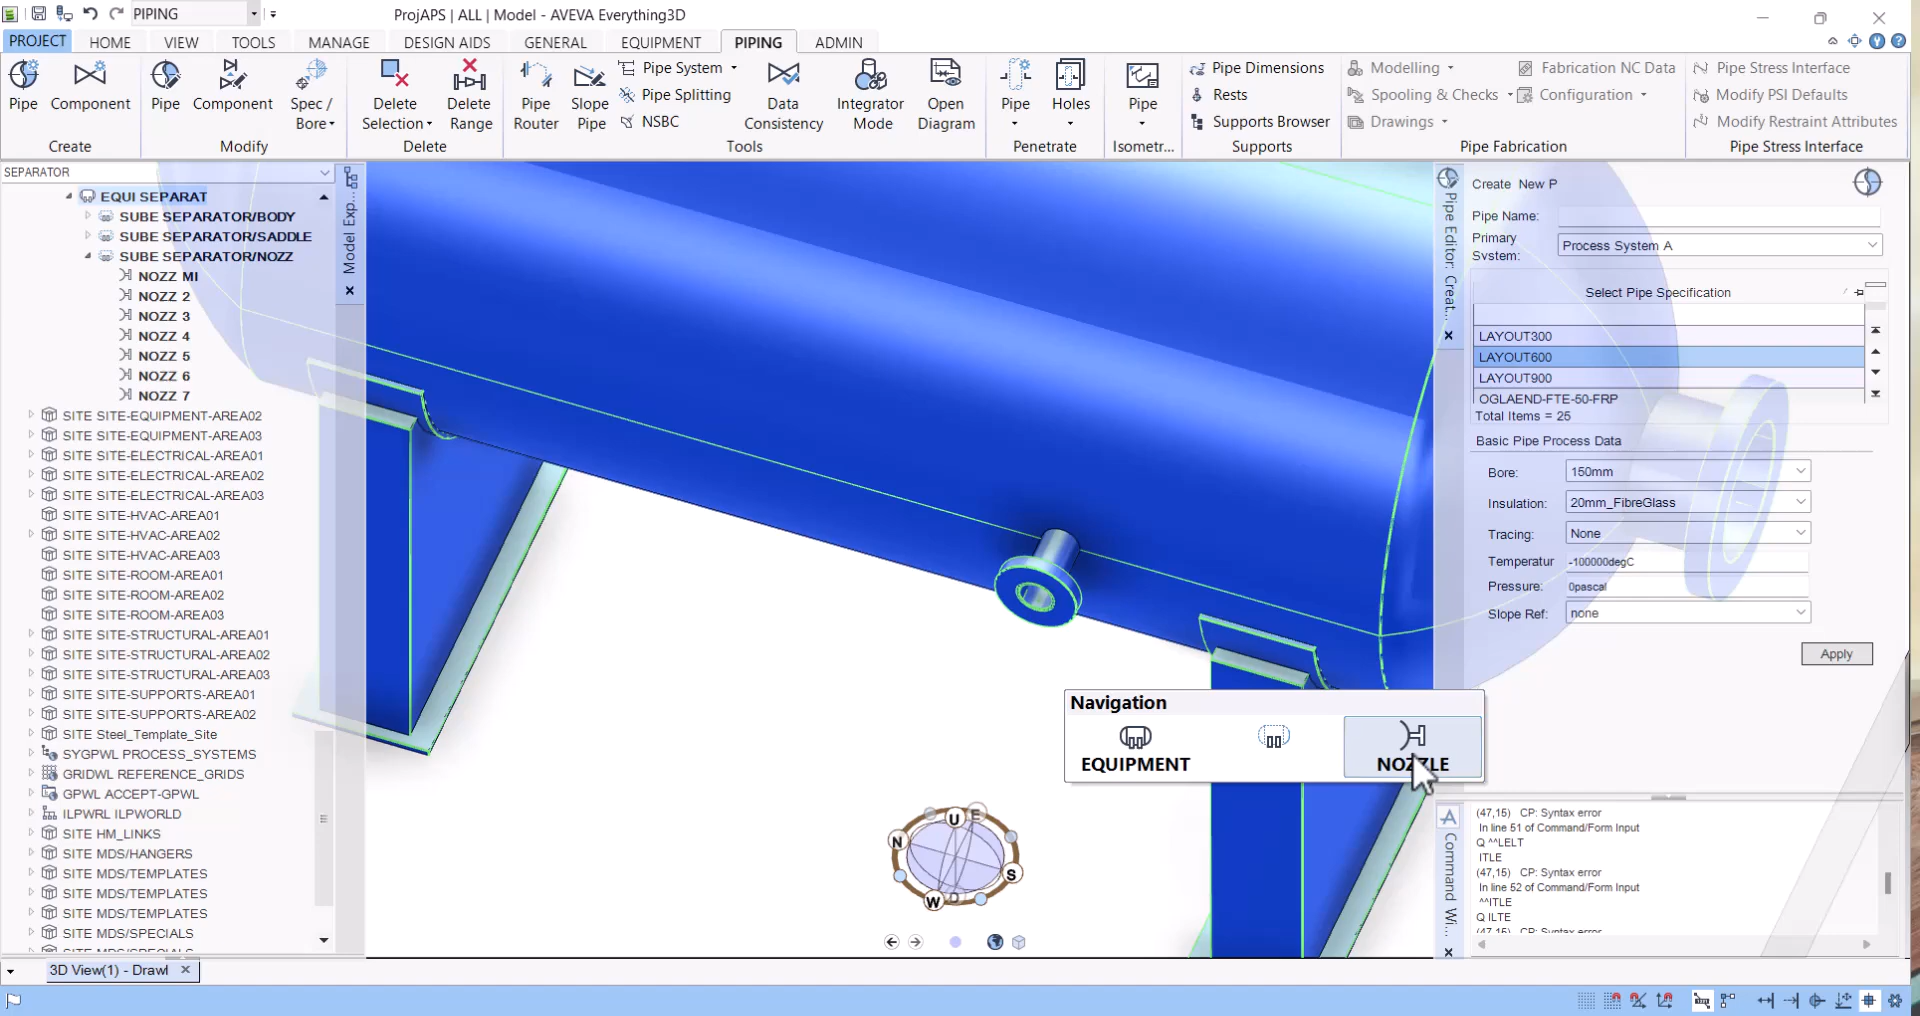 PIPING
ProjAPS | ALL | Model - AVEVA Everything3D
PROJECT HOME VIEW TOOLS MANAGE DESIGN AIDS GENERAL EQUIPMENT PIPING ADMIN
Pipe Component
Create
Pipe Component Spec / Bore
Modify
Delete Selection Delete Range
Delete
Pipe Router Slope Pipe
Pipe System
Pipe Splitting
NSBC
Data Consistency Integrator Mode Open Diagram
Tools
Pipe Holes
Penetrate
Pipe
Isometr...
Pipe Dimensions
Rests
Supports Browser
Supports
Modelling Fabrication NC Data
Spooling & Checks Configuration
Drawings
Pipe Fabrication
Pipe Stress Interface
Modify PSI Defaults
Modify Restraint Attributes
Pipe Stress Interface
SEPARATOR
EQUI SEPARAT
SUBE SEPARATOR/BODY
SUBE SEPARATOR/SADDLE
SUBE SEPARATOR/NOZZ
NOZZ MI
NOZZ 2
NOZZ 3
NOZZ 4
NOZZ 5
NOZZ 6
NOZZ 7
SITE SITE-EQUIPMENT-AREA02
SITE SITE-EQUIPMENT-AREA03
SITE SITE-ELECTRICAL-AREA01
SITE SITE-ELECTRICAL-AREA02
SITE SITE-ELECTRICAL-AREA03
SITE SITE-HVAC-AREA01
SITE SITE-HVAC-AREA02
SITE SITE-HVAC-AREA03
SITE SITE-ROOM-AREA01
SITE SITE-ROOM-AREA02
SITE SITE-ROOM-AREA03
SITE SITE-STRUCTURAL-AREA01
SITE SITE-STRUCTURAL-AREA02
SITE SITE-STRUCTURAL-AREA03
SITE SITE-SUPPORTS-AREA01
SITE SITE-SUPPORTS-AREA02
SITE Steel_Template_Site
SYGPWL PROCESS_SYSTEMS
GRIDWL REFERENCE_GRIDS
GPWL ACCEPT-GPWL
ILPWRL ILPWORLD
SITE HM_LINKS
SITE MDS/HANGERS
SITE MDS/TEMPLATES
SITE MDS/TEMPLATES
SITE MDS/TEMPLATES
SITE MDS/SPECIALS
Model Exp...
Navigation
EQUIPMENT
NOZZLE
N U E S W D
Pipe Editor: Creat...
Create New P
Pipe Name:
Primary System: Process System A
Select Pipe Specification
LAYOUT300
LAYOUT600
LAYOUT900
OGLAEND-FTE-50-FRP
Total Items = 25
Basic Pipe Process Data
Bore: 150mm
Insulation: 20mm_FibreGlass
Tracing: None
Temperatur -100000degC
Pressure: 0pascal
Slope Ref: none
Apply
Command Wi...
(47,15) CP: Syntax error
In line 51 of Command/Form Input
Q ^^LELT
ITLE
(47,15) CP: Syntax error
In line 52 of Command/Form Input
^^ITLE
Q ILTE
(47,15) CP: Syntax error
3D View(1) - Drawl